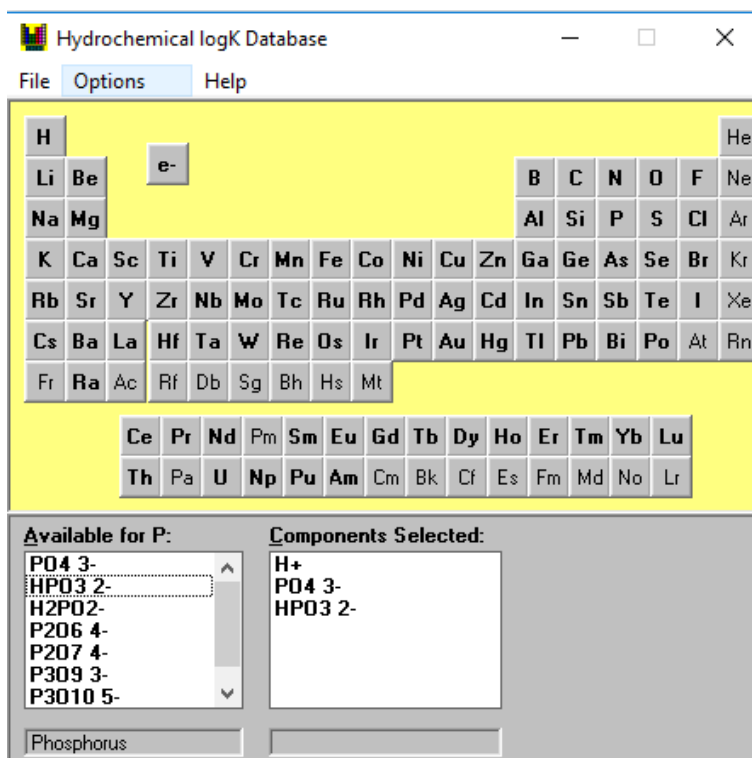 Hydrochemical logK Database
File Options Help
H He
e-
Li Be B C N O F Ne
Na Mg Al Si P S Cl Ar
K Ca Sc Ti V Cr Mn Fe Co Ni Cu Zn Ga Ge As Se Br Kr
Rb Sr Y Zr Nb Mo Tc Ru Rh Pd Ag Cd In Sn Sb Te I Xe
Cs Ba La Hf Ta W Re Os Ir Pt Au Hg Tl Pb Bi Po At Rn
Fr Ra Ac Rf Db Sg Bh Hs Mt
Ce Pr Nd Pm Sm Eu Gd Tb Dy Ho Er Tm Yb Lu
Th Pa U Np Pu Am Cm Bk Cf Es Fm Md No Lr
Available for P:
PO4 3-
HPO3 2-
H2PO2-
P2O6 4-
P2O7 4-
P3O9 3-
P3O10 5-
Phosphorus
Components Selected:
H+
PO4 3-
HPO3 2-